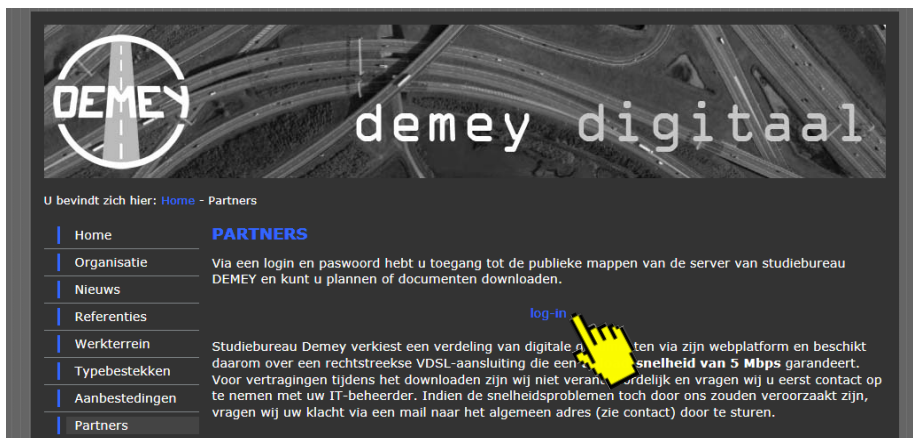 DEMEY
demey digitaal
U bevindt zich hier: Home - Partners
Home
Organisatie
Nieuws
Referenties
Werkterrein
Typebestekken
Aanbestedingen
Partners
PARTNERS
Via een login en paswoord hebt u toegang tot de publieke mappen van de server van studiebureau
DEMEY en kunt u plannen of documenten downloaden.
log-in
Studiebureau Demey verkiest een verdeling van digitale ten via zijn webplatform en beschikt
daarom over een rechtstreekse VDSL-aansluiting die een snelheid van 5 Mbps garandeert.
Voor vertragingen tijdens het downloaden zijn wij niet verantwoordelijk en vragen wij u eerst contact op
te nemen met uw IT-beheerder. Indien de snelheidsproblemen toch door ons zouden veroorzaakt zijn,
vragen wij uw klacht via een mail naar het algemeen adres (zie contact) door te sturen.